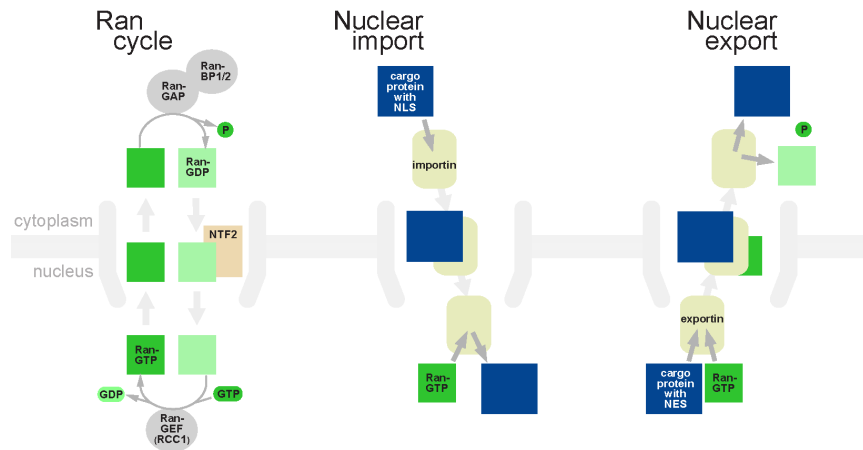 Ran
cycle
Nuclear
import
Nuclear
export
Ran-
BP1/2
Ran-
GAP
P
Ran-
GDP
cytoplasm
nucleus
NTF2
Ran-
GTP
GDP
GTP
Ran-
GEF
(RCC1)
cargo
protein
with
NLS
importin
Ran-
GTP
P
exportin
cargo
protein
with
NES
Ran-
GTP